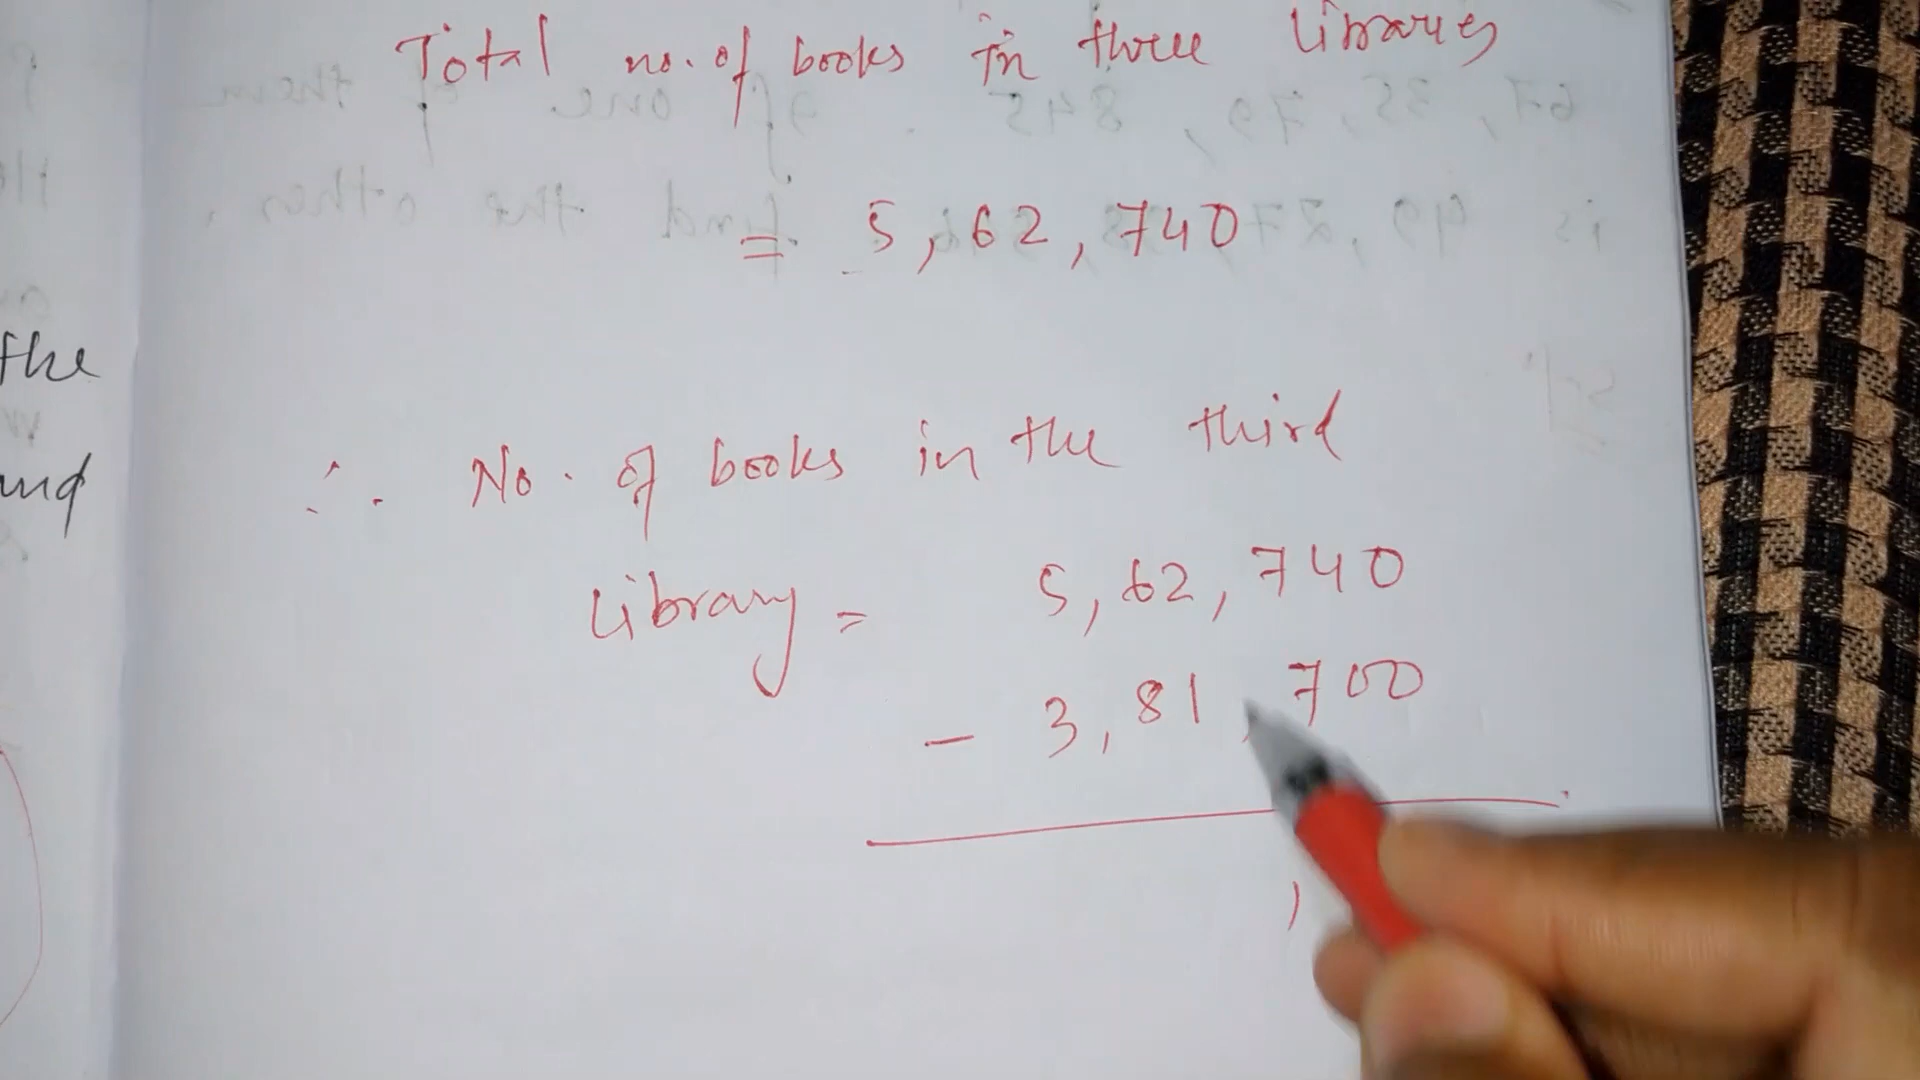 Total no. of books in three libraries
= 5,62,740
the
∴ No. of books in the third
library = 5,62,740
- 3,81,700
,